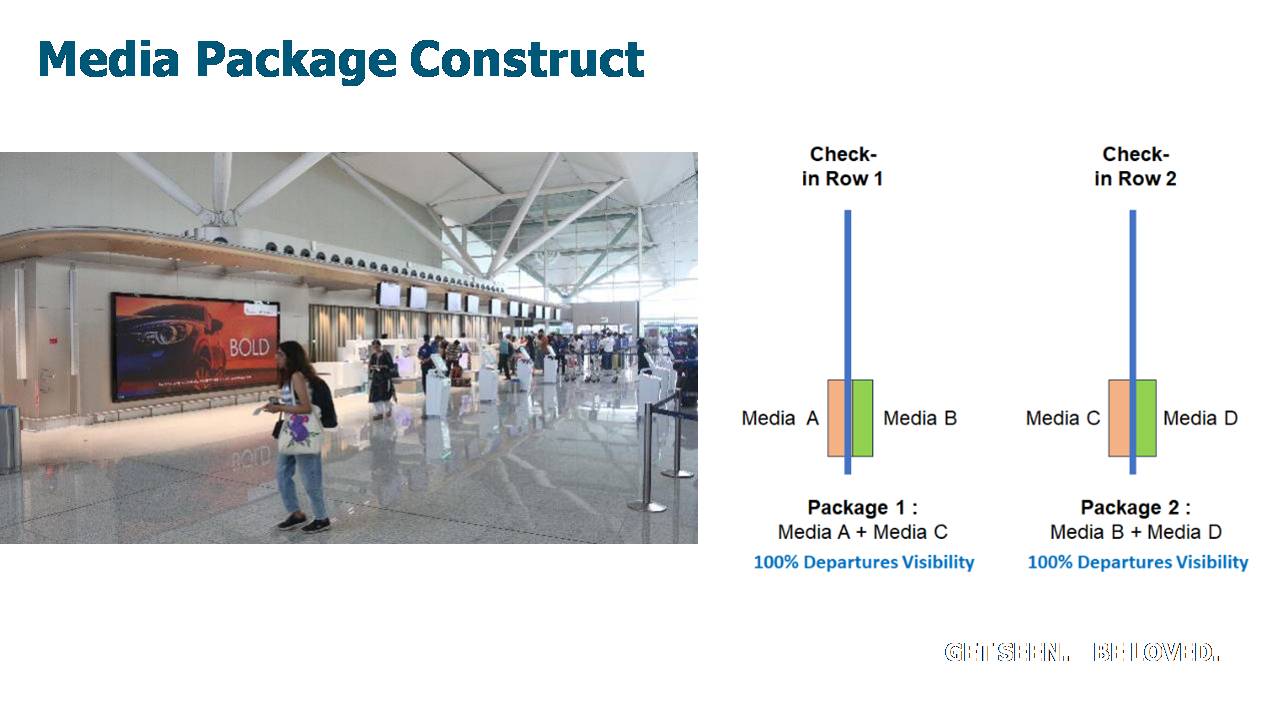 Media Package Construct
BOLD
Check-
in Row 1
Check-
in Row 2
Media A
Media B
Media C
Media D
Package 1 :
Media A + Media C
100% Departures Visibility
Package 2 :
Media B + Media D
100% Departures Visibility
GET SEEN. BE LOVED.